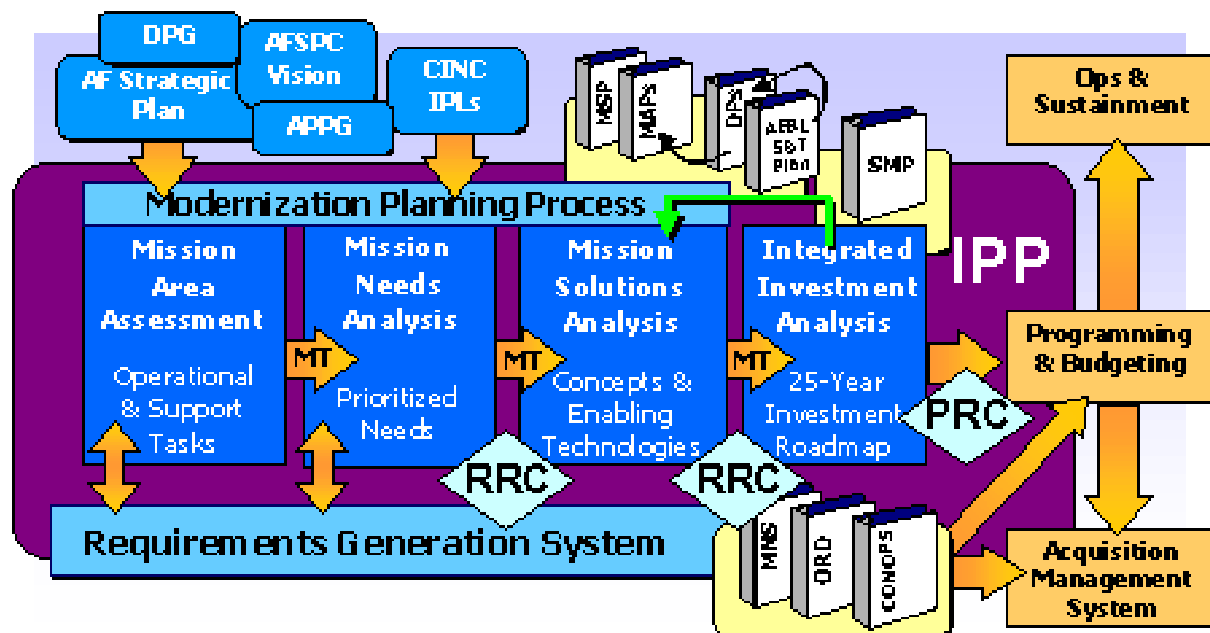 DPG
AF Strategic
Plan
AFSPC
Vision
APPG
CINC
IPLs
MSP
MAPs
DPs
AFRL
S&T
Plan
SMP
Ops &
Sustainment
Modernization Planning Process
IPP
Mission
Area
Assessment
Operational
& Support
Tasks
MT
Mission
Needs
Analysis
Prioritized
Needs
MT
Mission
Solutions
Analysis
Concepts &
Enabling
Technologies
MT
Integrated
Investment
Analysis
25-Year
Investment
Roadmap
Programming
& Budgeting
PRC
RRC
RRC
Requirements Generation System
MNS
ORD
CONOPS
Acquisition
Management
System